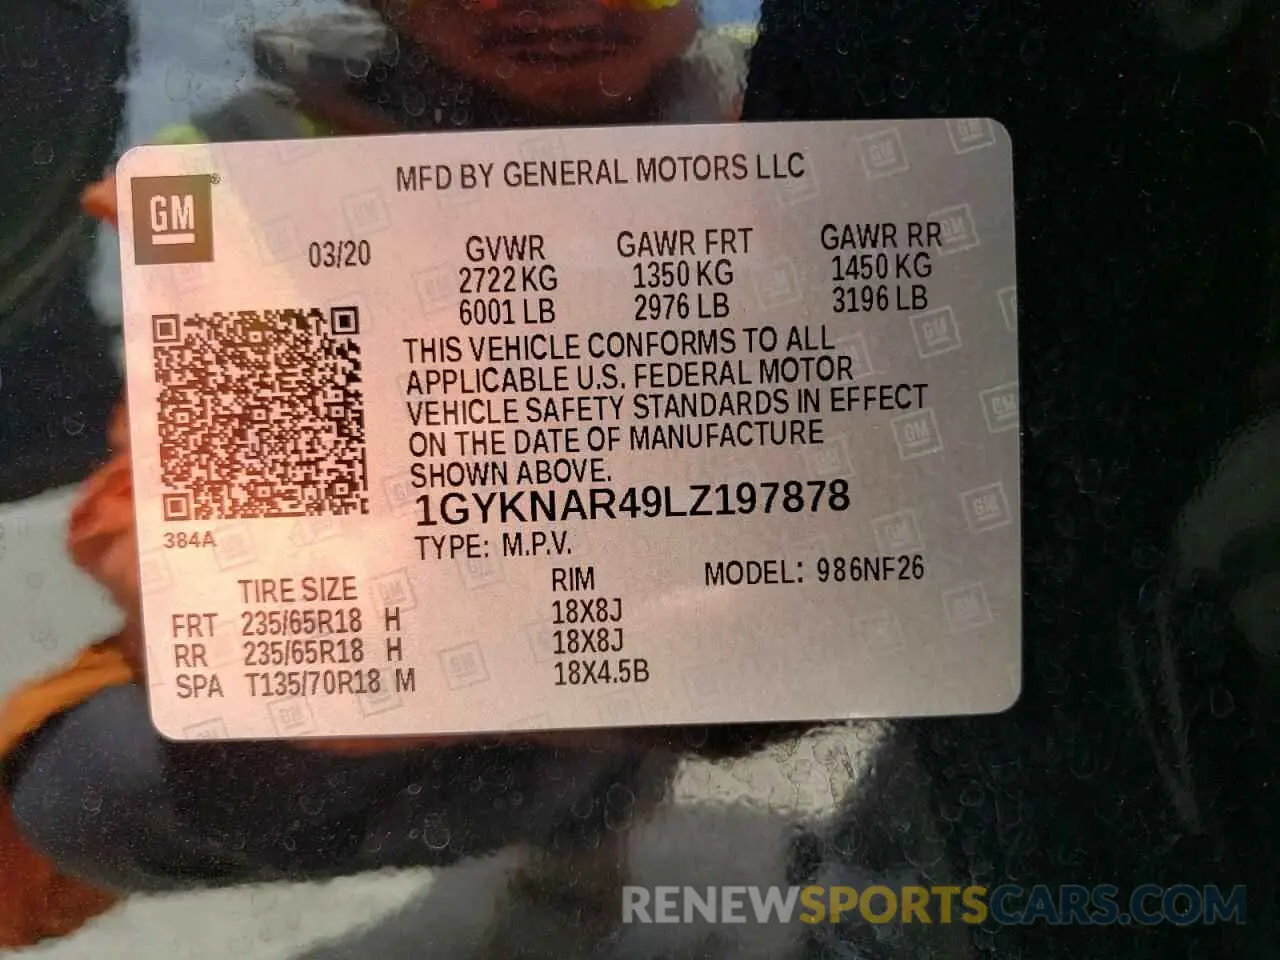 MFD BY GENERAL MOTORS LLC
GM
03/20 GVWR GAWR FRT GAWR RR
2722 KG 1350 KG 1450 KG
6001 LB 2976 LB 3196 LB
THIS VEHICLE CONFORMS TO ALL
APPLICABLE U.S. FEDERAL MOTOR
VEHICLE SAFETY STANDARDS IN EFFECT
ON THE DATE OF MANUFACTURE
SHOWN ABOVE.
1GYKNAR49LZ197878
384A
TYPE: M.P.V.
TIRE SIZE RIM MODEL: 986NF26
FRT 235/65R18 H 18X8J
RR 235/65R18 H 18X8J
SPA T135/70R18 M 18X4.5B
RENEWSPORTSCARS.COM